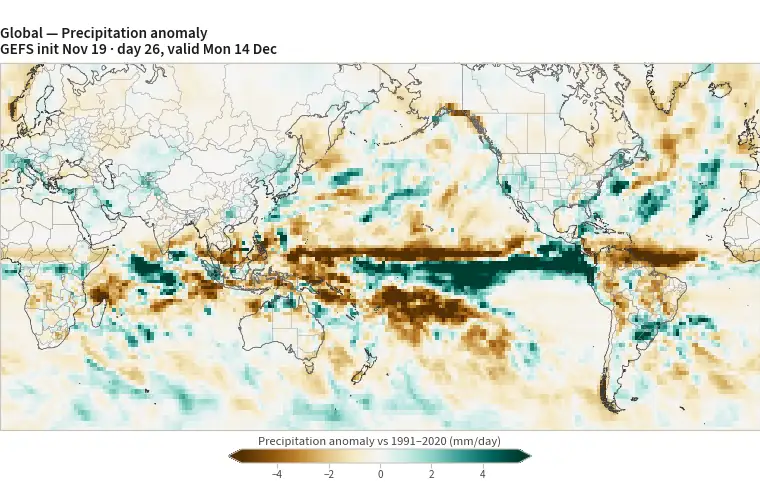 Global — Precipitation anomaly
GEFS init Nov 19 · day 26, valid Mon 14 Dec
Precipitation anomaly vs 1991–2020 (mm/day)
−4 −2 0 2 4